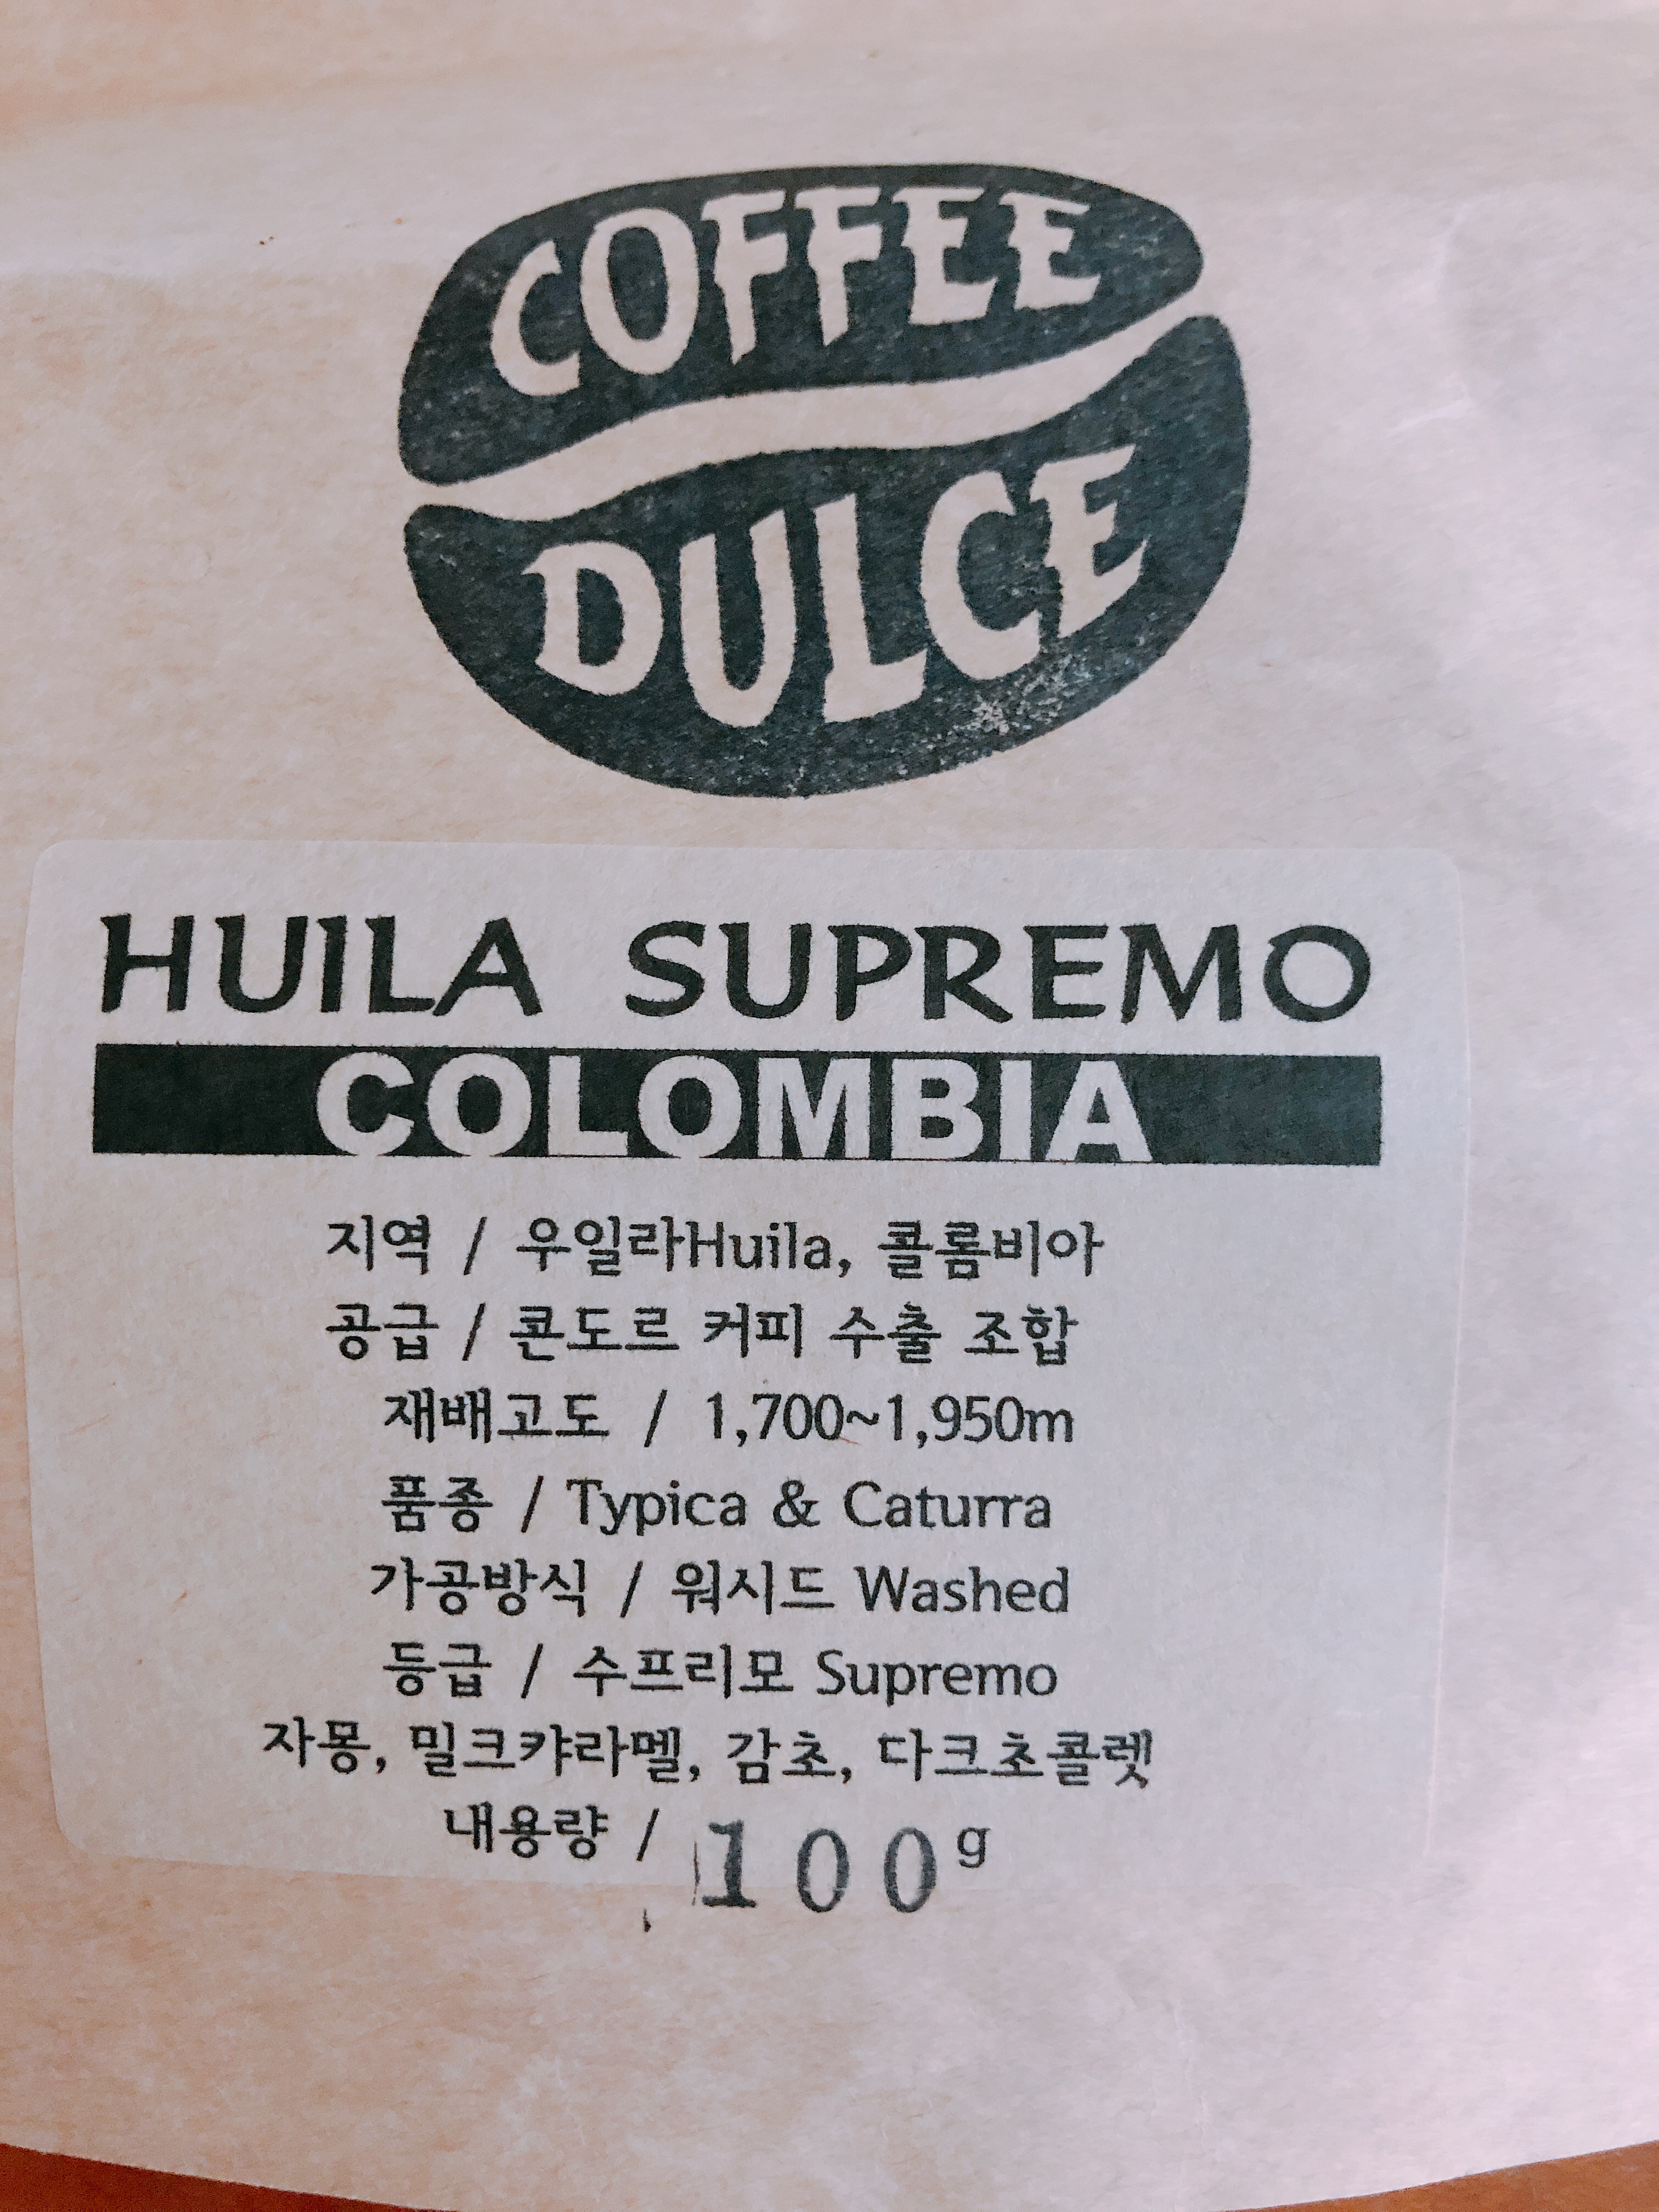 COFFEE
DULCE
HUILA SUPREMO
COLOMBIA
지역 / 우일라Huila, 콜롬비아
공급 / 콘도르 커피 수출 조합
재배고도 / 1,700~1,950m
품종 / Typica & Caturra
가공방식 / 워시드 Washed
등급 / 수프리모 Supremo
자몽, 밀크캬라멜, 감초, 다크초콜렛
내용량 / 100g